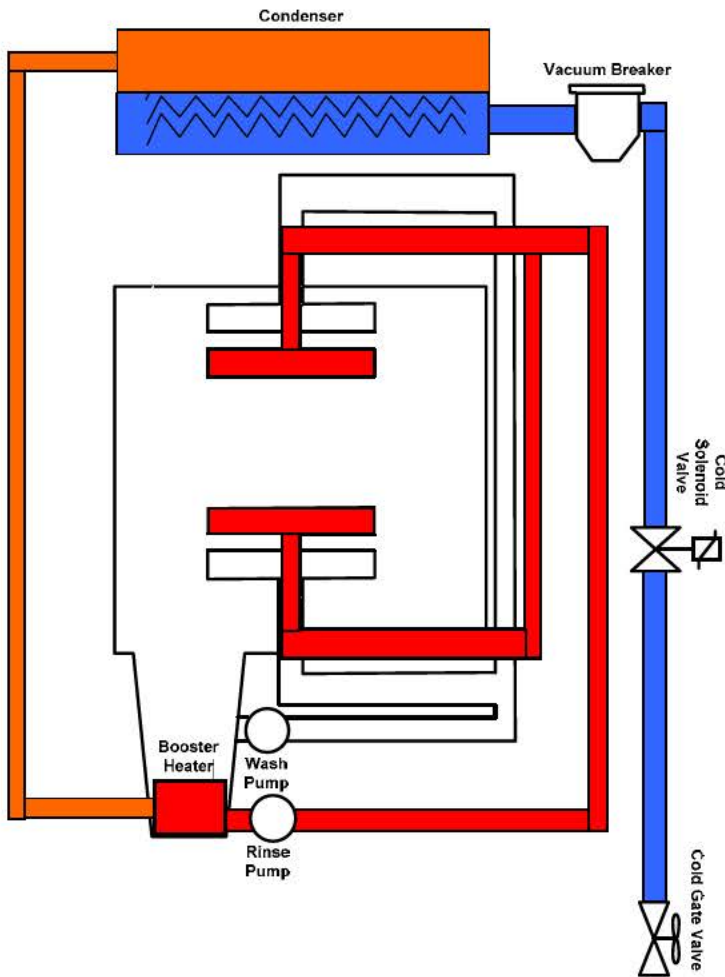 Condenser
Vacuum Breaker
Cold
Solenoid
Valve
Booster
Heater
Wash
Pump
Rinse
Pump
Cold Gate Valve